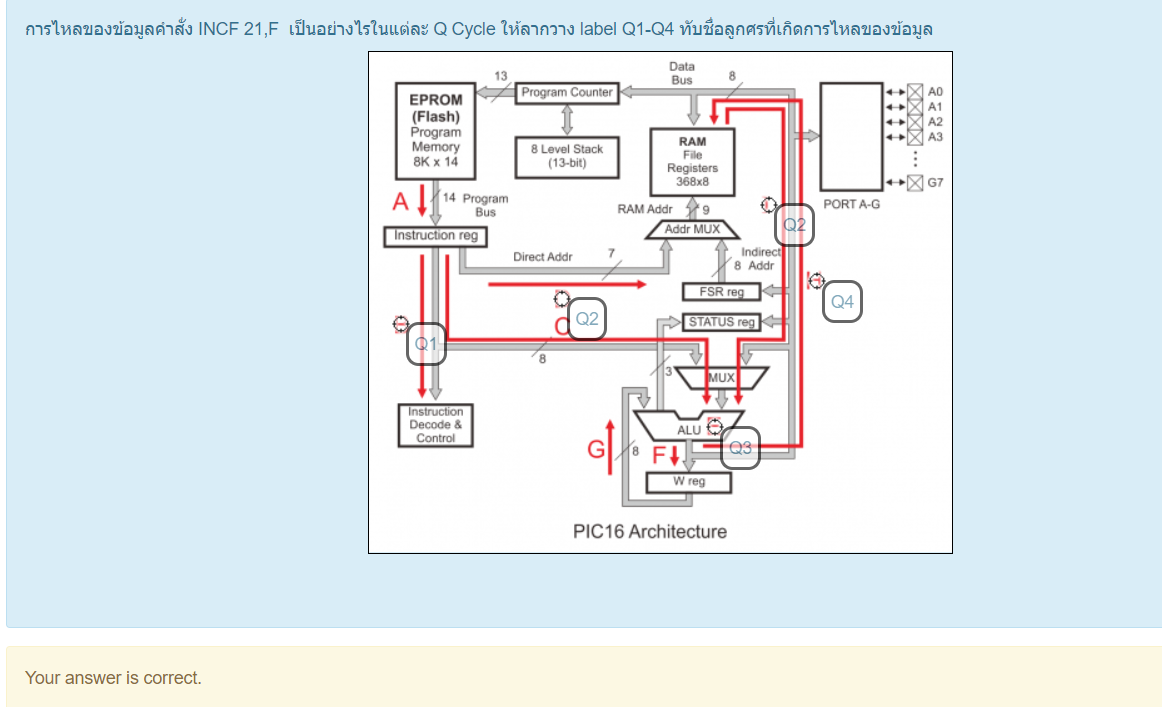 การไหลของข้อมูลคำสั่ง INCF 21,F เป็นอย่างไรในแต่ละ Q Cycle ให้ลากวาง label Q1-Q4 ทับชื่อลูกศรที่เกิดการไหลของข้อมูล
Data
Bus
13
8
EPROM
(Flash)
Program
Memory
8K x 14
Program Counter
8 Level Stack
(13-bit)
RAM
File
Registers
368x8
A0
A1
A2
A3
G7
PORT A-G
A
14 Program
Bus
RAM Addr
9
Instruction reg
Addr MUX
Q2
Direct Addr
7
Indirect
8 Addr
FSR reg
Q4
C
Q2
STATUS reg
Q1
8
3
MUX
Instruction
Decode &
Control
ALU
G
8
F
Q3
W reg
PIC16 Architecture
Your answer is correct.